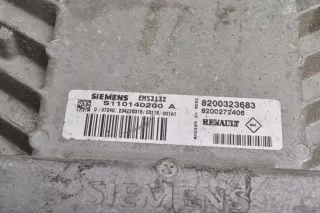 SIEMENS EMS3132
S110140200 A
8200323683
8200272406
RENAULT
SIEMENS